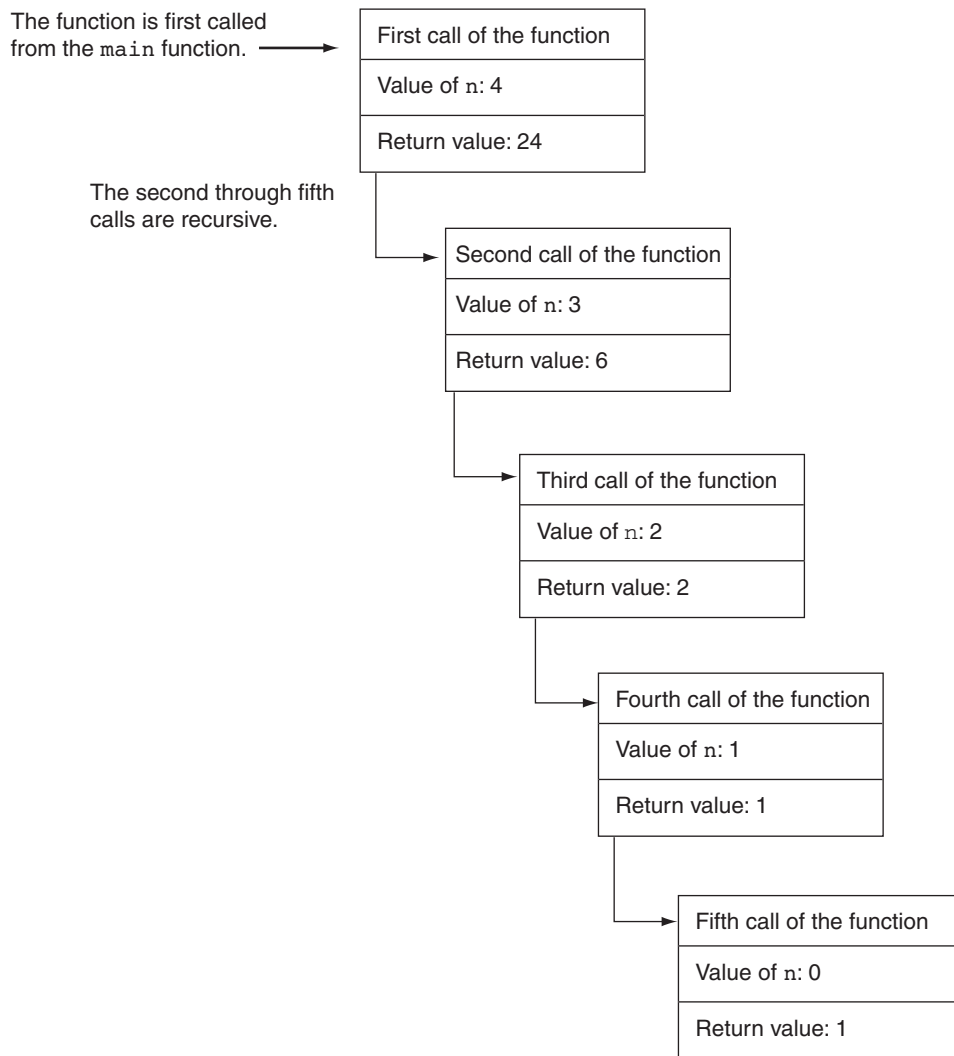 The function is first called
from the main function.
First call of the function
Value of n: 4
Return value: 24
The second through fifth
calls are recursive.
Second call of the function
Value of n: 3
Return value: 6
Third call of the function
Value of n: 2
Return value: 2
Fourth call of the function
Value of n: 1
Return value: 1
Fifth call of the function
Value of n: 0
Return value: 1